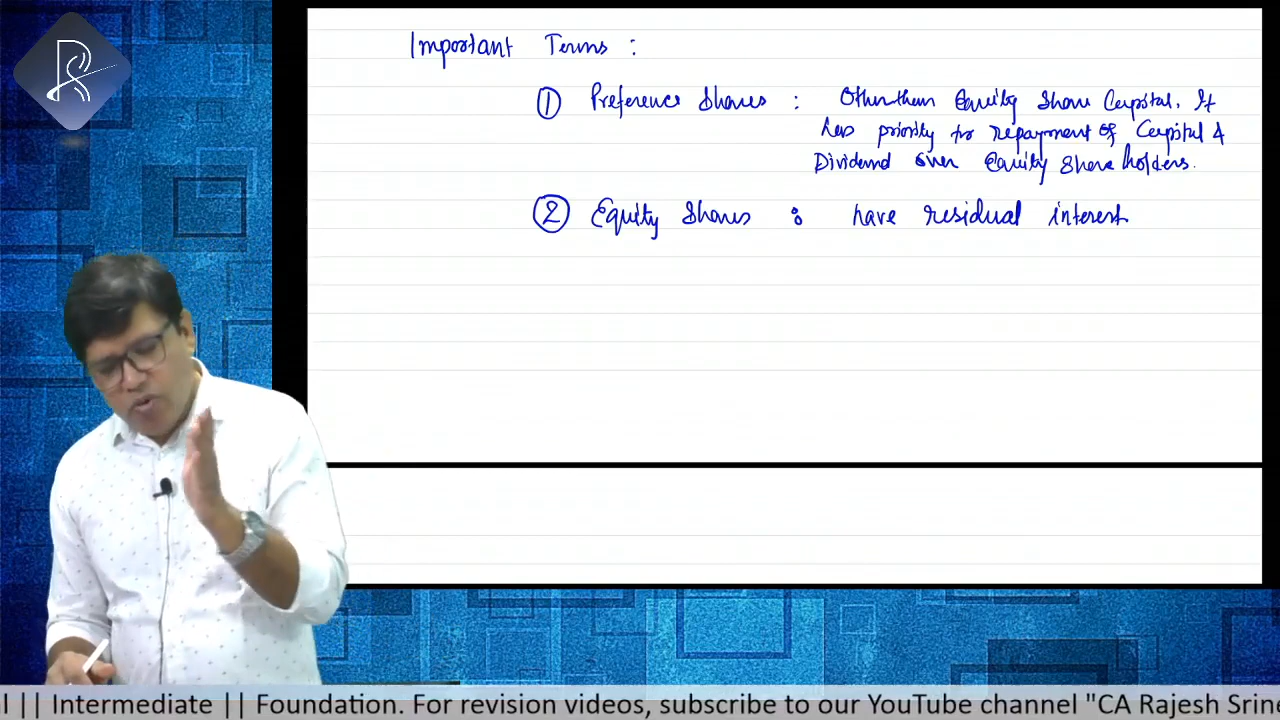 Important Terms :
① Preference Shares : Other than Equity Share Capital. It
has priority for repayment of Capital &
Dividend over Equity Share holders.
② Equity Shares : have residual interest
l || Intermediate || Foundation. For revision videos, subscribe to our YouTube channel "CA Rajesh Srine